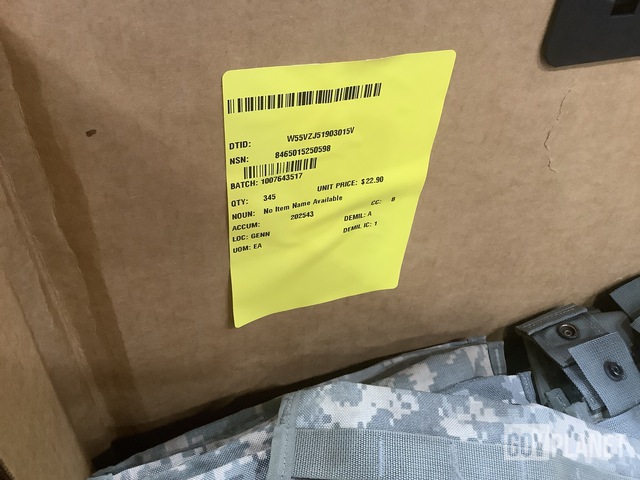 DTID: W55VZJ51903015V
NSN: 8465015250598
BATCH: 1007643517
QTY: 345 UNIT PRICE: $22.90
NOUN: No Item Name Available CC: B
ACCUM: 202543 DEMIL: A
LOC: GENN DEMIL IC: 1
UOM: EA
GOVPLANET